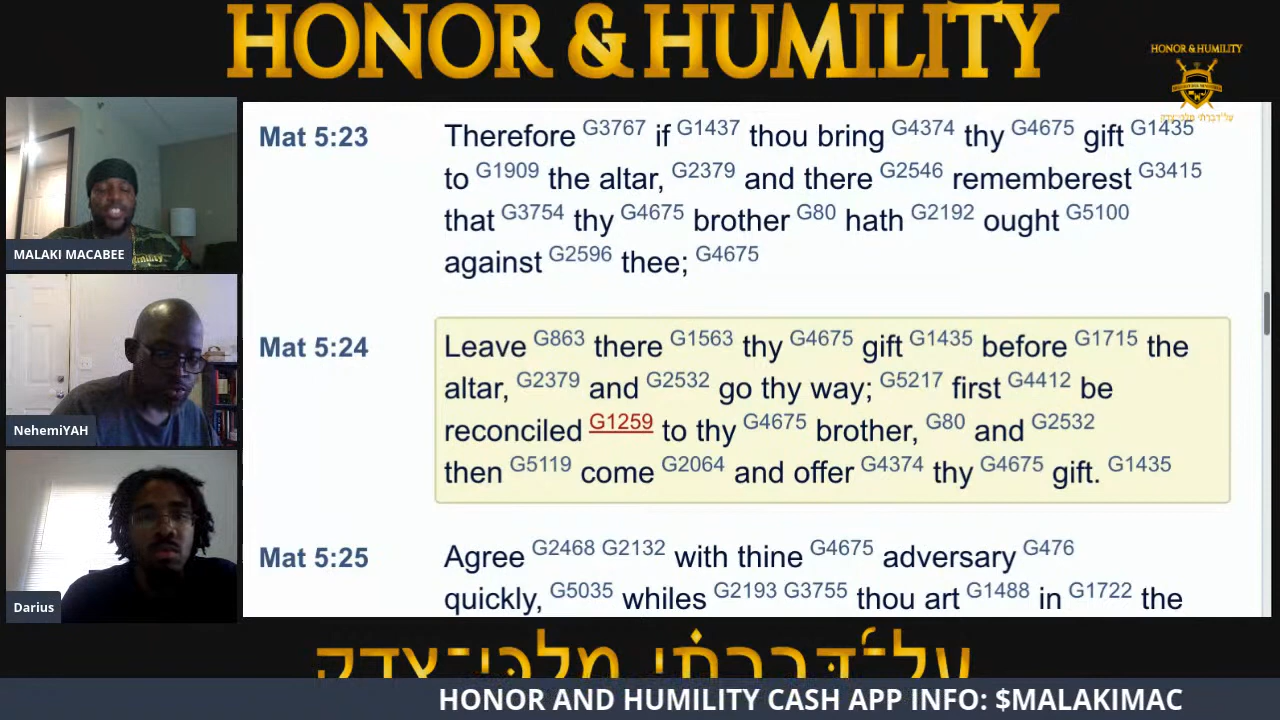 HONOR & HUMILITY
HONOR & HUMILITY
עַל־דִּבְרָתִי מַלְכִּי־צֶדֶק
MALAKI MACABEE
NehemiYAH
Darius
Mat 5:23 Therefore G3767 if G1437 thou bring G4374 thy G4675 gift G1435
to G1909 the altar, G2379 and there G2546 rememberest G3415
that G3754 thy G4675 brother G80 hath G2192 ought G5100
against G2596 thee; G4675
Mat 5:24 Leave G863 there G1563 thy G4675 gift G1435 before G1715 the
altar, G2379 and G2532 go thy way; G5217 first G4412 be
reconciled G1259 to thy G4675 brother, G80 and G2532
then G5119 come G2064 and offer G4374 thy G4675 gift. G1435
Mat 5:25 Agree G2468 G2132 with thine G4675 adversary G476
quickly, G5035 whiles G2193 G3755 thou art G1488 in G1722 the
עַל־דִּבְרָתִי מַלְכִּי־צֶדֶק
HONOR AND HUMILITY CASH APP INFO: $MALAKIMAC